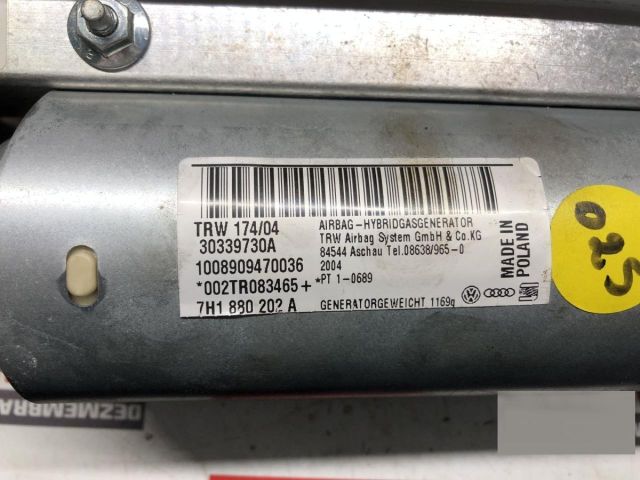 TRW 174/04
30339730A
1008909470036
*002TR083465+
7H1 880 202 A
AIRBAG-HYBRIDGASGENERATOR
TRW Airbag System GmbH & Co.KG
84544 Aschau Tel.08638/965-0
2004
*PT 1-0689
GENERATORGEWICHT 1169g
MADE IN
POLAND
025
DEZMEMBRA